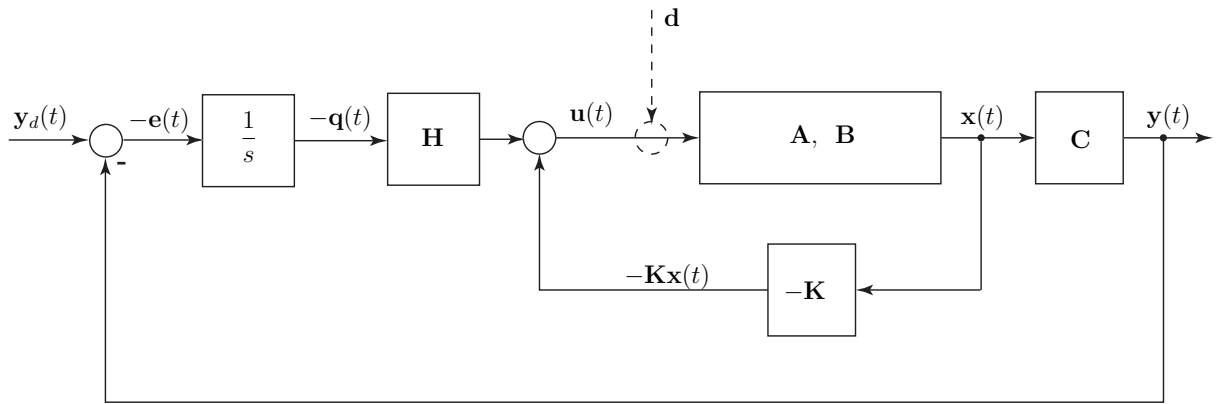 d
y_d(t)
-
−e(t)
1
s
−q(t)
H
u(t)
A, B
x(t)
C
y(t)
−Kx(t)
−K